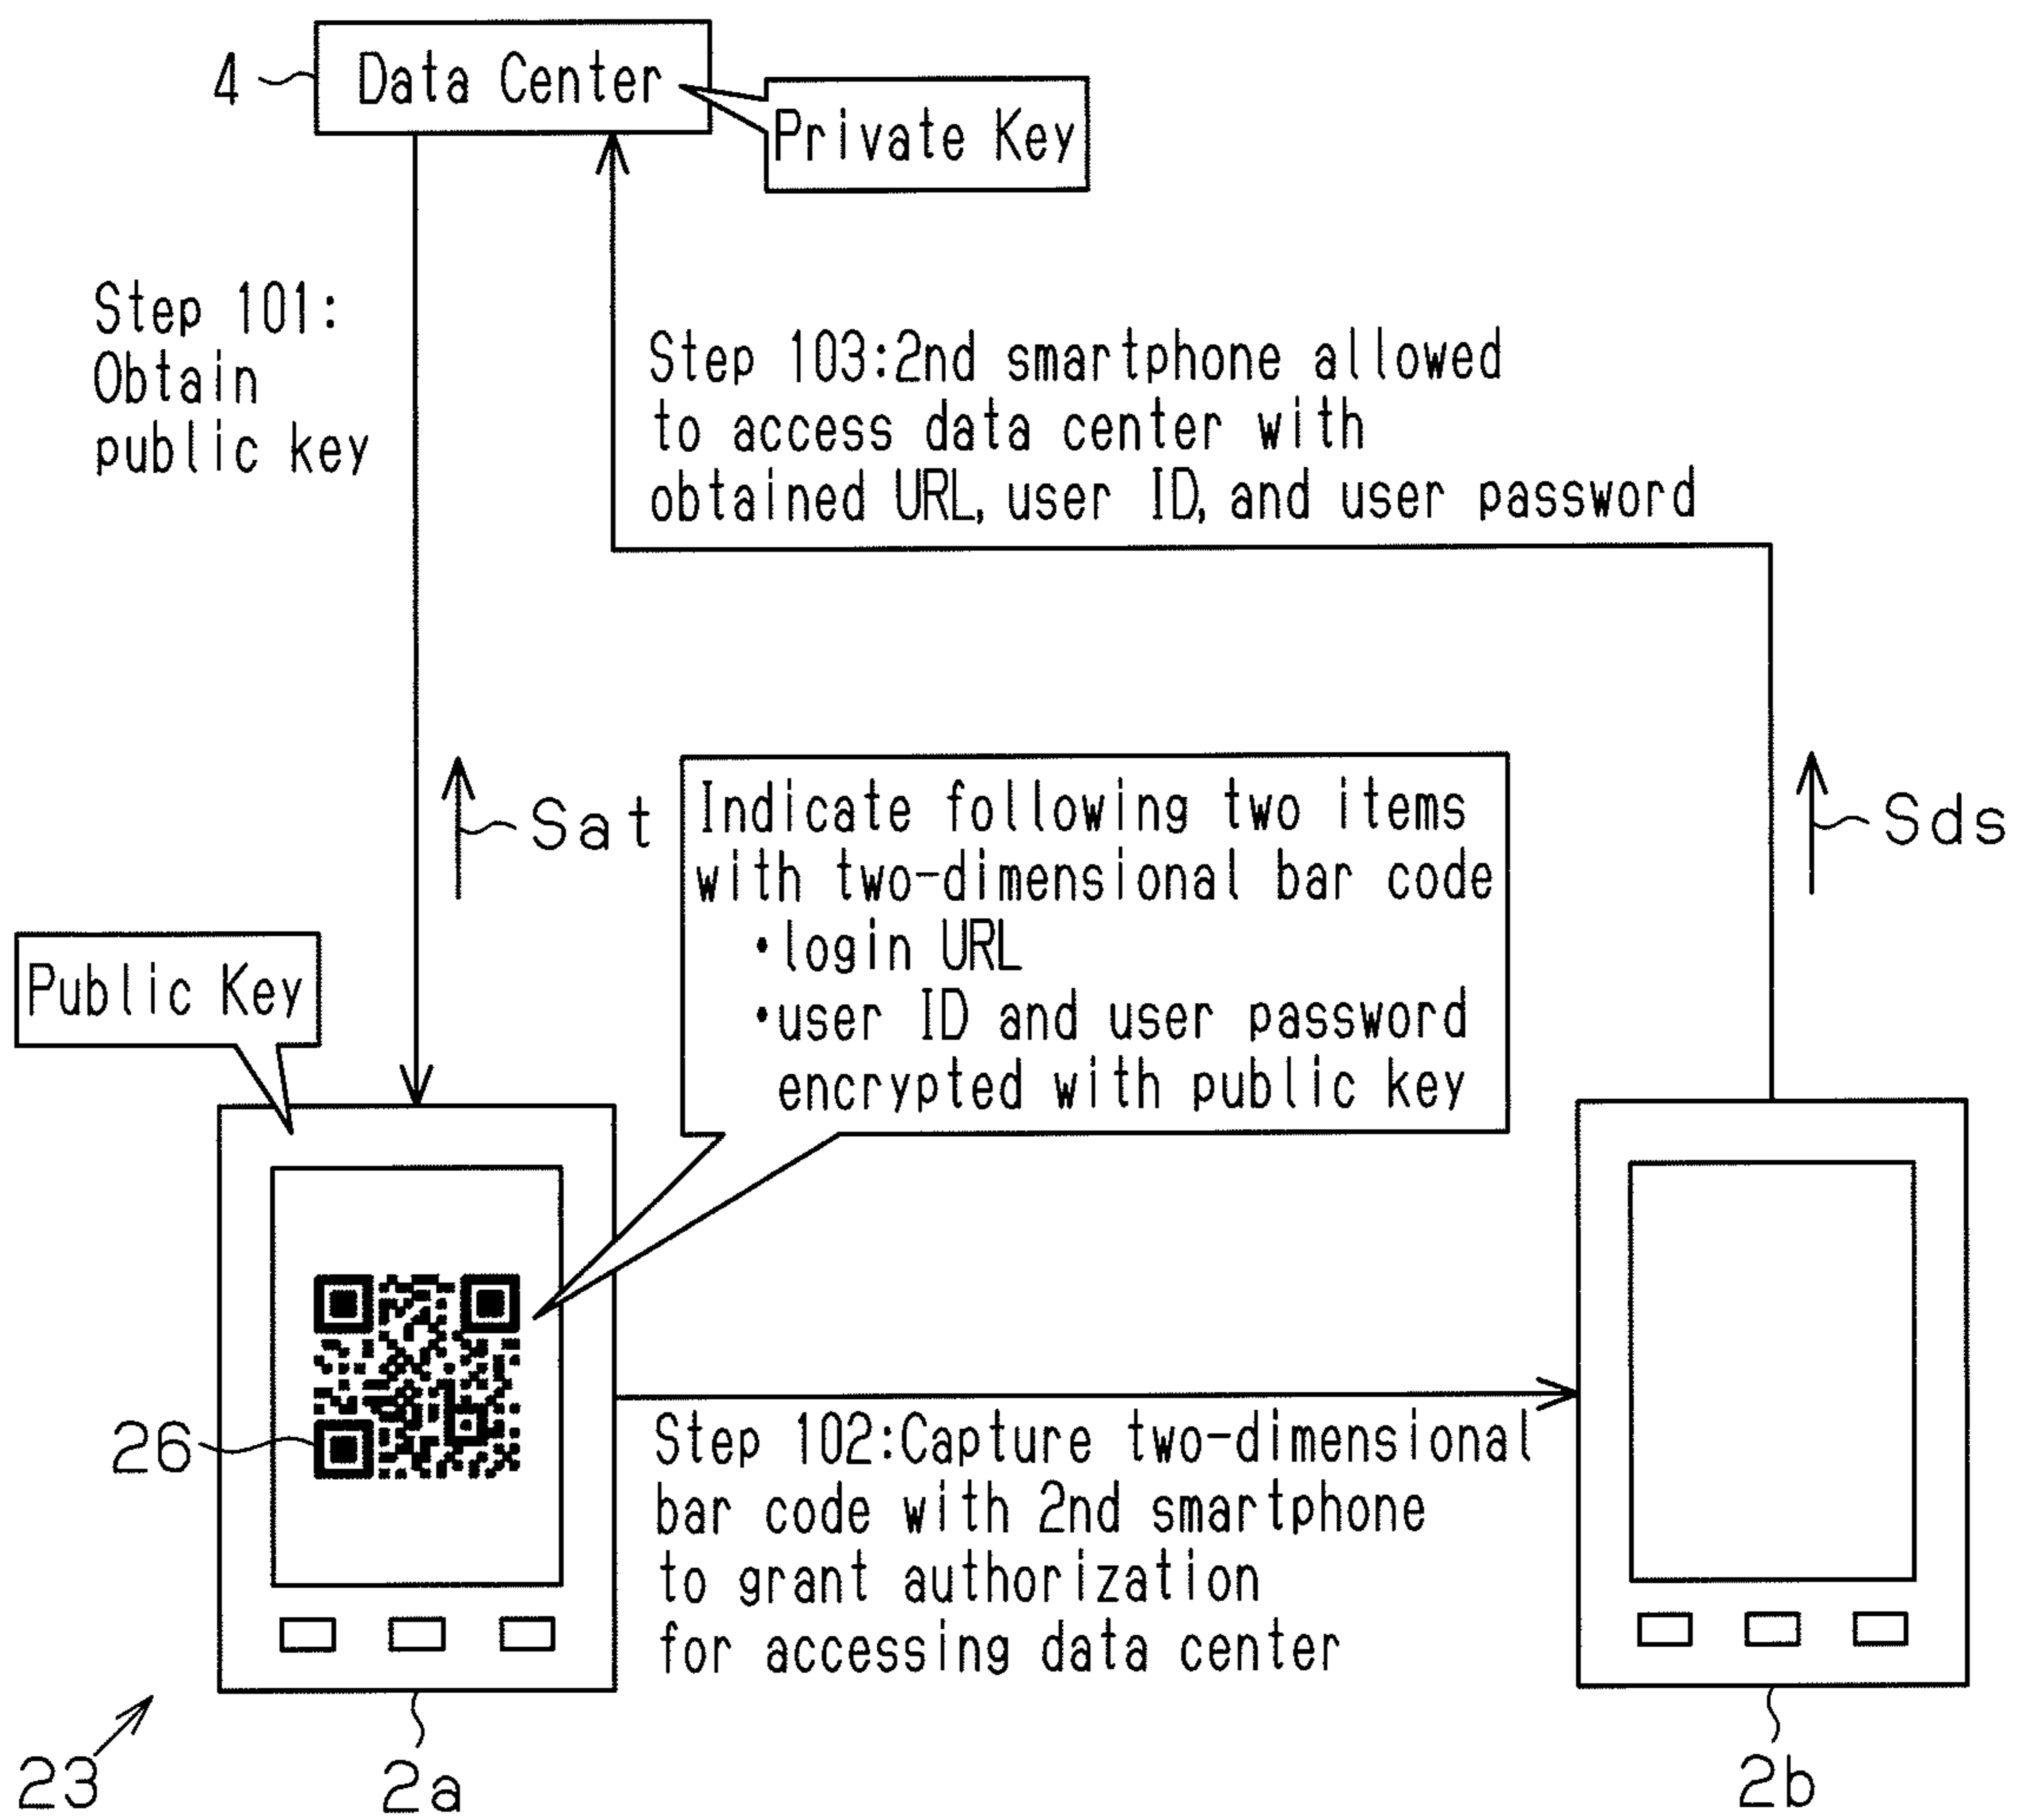 4
Data Center
Private Key
Step 101:
Obtain
public key
Step 103:2nd smartphone allowed
to access data center with
obtained URL, user ID, and user password
Sat
Indicate following two items
with two-dimensional bar code
•login URL
•user ID and user password
encrypted with public key
Sds
Public Key
26
Step 102:Capture two-dimensional
bar code with 2nd smartphone
to grant authorization
for accessing data center
23
2a
2b